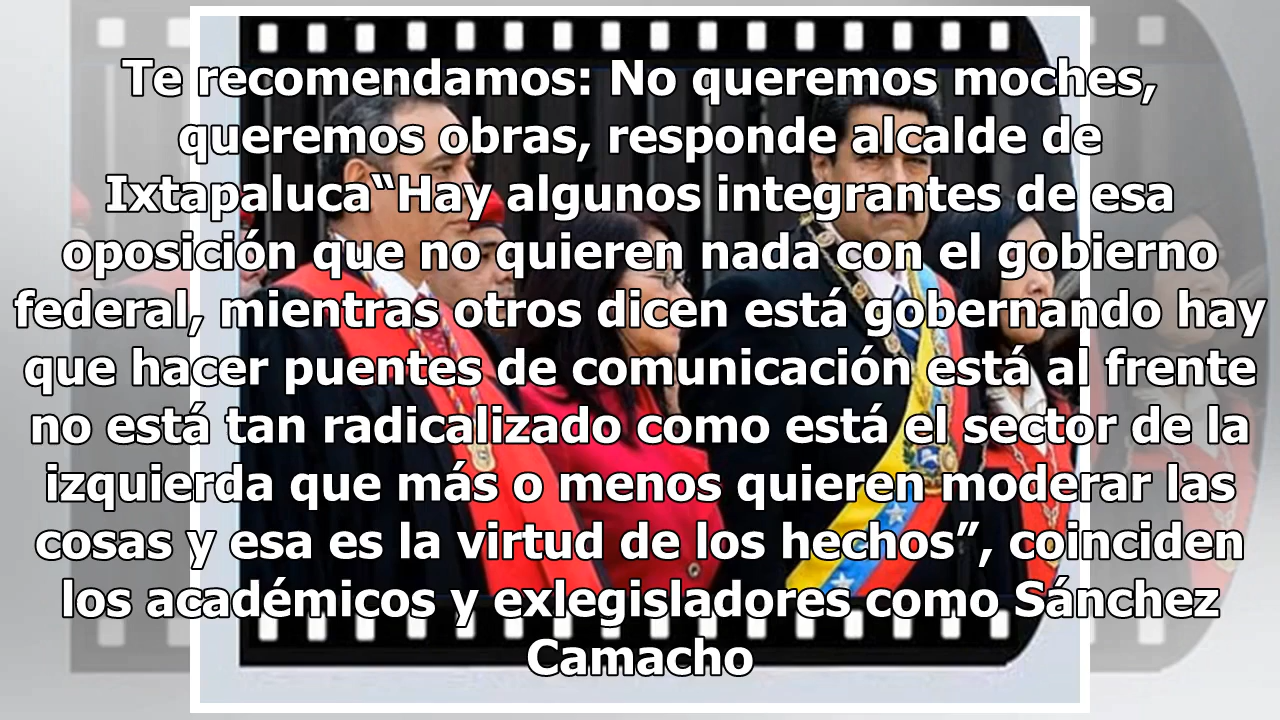 Te recomendamos: No queremos moches,
queremos obras, responde alcalde de
Ixtapaluca“Hay algunos integrantes de esa
oposición que no quieren nada con el gobierno
federal, mientras otros dicen está gobernando hay
que hacer puentes de comunicación está al frente
no está tan radicalizado como está el sector de la
izquierda que más o menos quieren moderar las
cosas y esa es la virtud de los hechos”, coinciden
los académicos y exlegisladores como Sánchez
Camacho